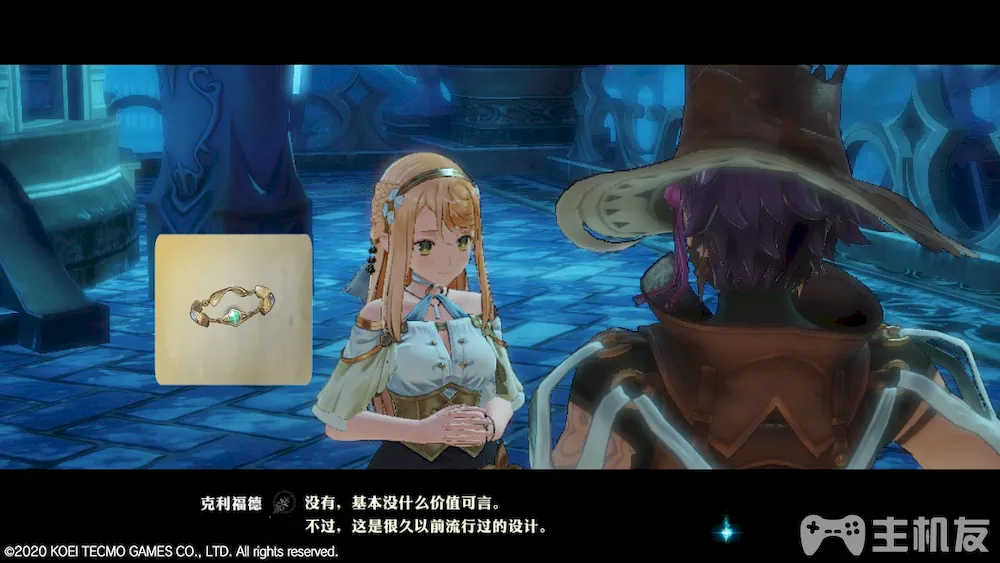 克利福德
没有，基本没什么价值可言。
不过，这是很久以前流行过的设计。
©2020 KOEI TECMO GAMES CO., LTD. All rights reserved.
主机友